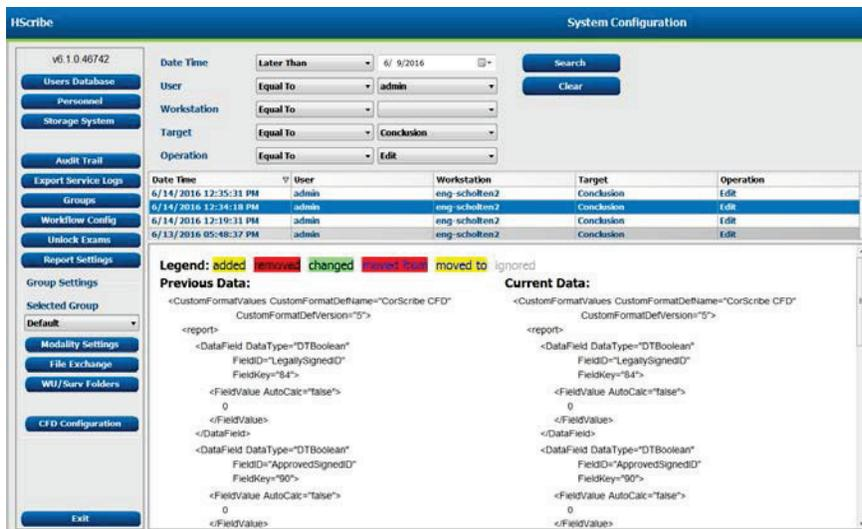 HScribe System Configuration
v6.1.0.46742
Users Database
Personnel
Storage System
Audit Trail
Export Service Logs
Groups
Workflow Config
Unlock Exams
Report Settings
Group Settings
Selected Group
Default
Modality Settings
File Exchange
WU/Surv Folders
CFD Configuration
Exit
Date Time Later Than 6/ 9/2016 Search
User Equal To admin Clear
Workstation Equal To
Target Equal To Conclusion
Operation Equal To Edit
Date Time User Workstation Target Operation
6/14/2016 12:35:31 PM admin eng-scholten2 Conclusion Edit
6/14/2016 12:34:18 PM admin eng-scholten2 Conclusion Edit
6/14/2016 12:19:31 PM admin eng-scholten2 Conclusion Edit
6/13/2016 05:48:37 PM admin eng-scholten2 Conclusion Edit
Legend: added removed changed moved from moved to ignored
Previous Data:
<CustomFormatValues CustomFormatDefName="CorScribe CFD"
CustomFormatDefVersion="5">
<report>
<DataField DataType="DTBoolean"
FieldID="LegallySignedID"
FieldKey="84">
<FieldValue AutoCalc="false">
0
</FieldValue>
</DataField>
<DataField DataType="DTBoolean"
FieldID="ApprovedSignedID"
FieldKey="90">
<FieldValue AutoCalc="false">
0
</FieldValue>
Current Data:
<CustomFormatValues CustomFormatDefName="CorScribe CFD"
CustomFormatDefVersion="5">
<report>
<DataField DataType="DTBoolean"
FieldID="LegallySignedID"
FieldKey="84">
<FieldValue AutoCalc="false">
0
</FieldValue>
</DataField>
<DataField DataType="DTBoolean"
FieldID="ApprovedSignedID"
FieldKey="90">
<FieldValue AutoCalc="false">
0
</FieldValue>